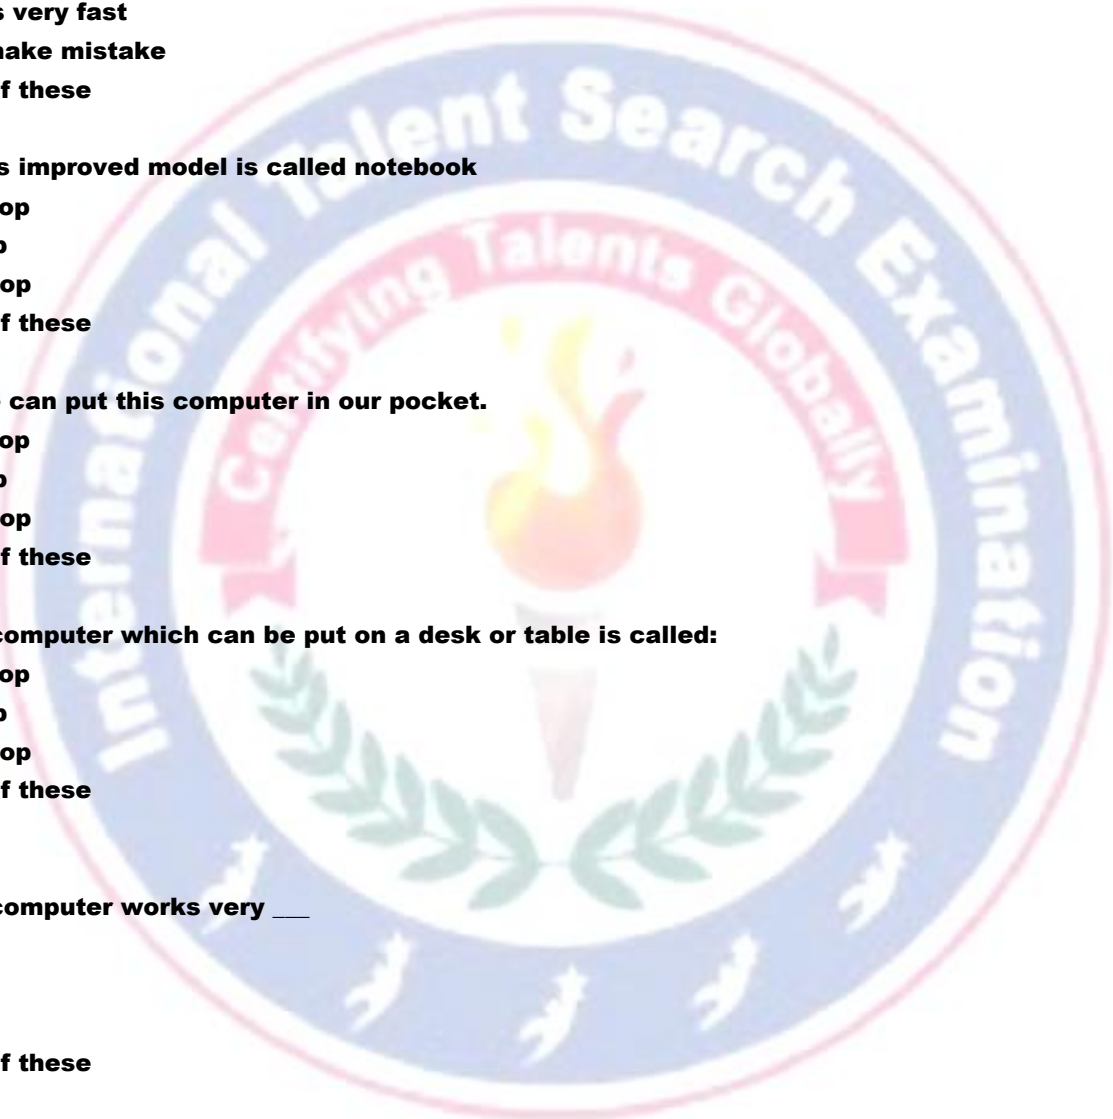 s very fast
nake mistake
f these
s improved model is called notebook
op
p
op
f these
can put this computer in our pocket.
op
p
op
f these
computer which can be put on a desk or table is called:
op
p
op
f these
computer works very ___
f these
International Talent Search Examination
Certifying Talents Globally